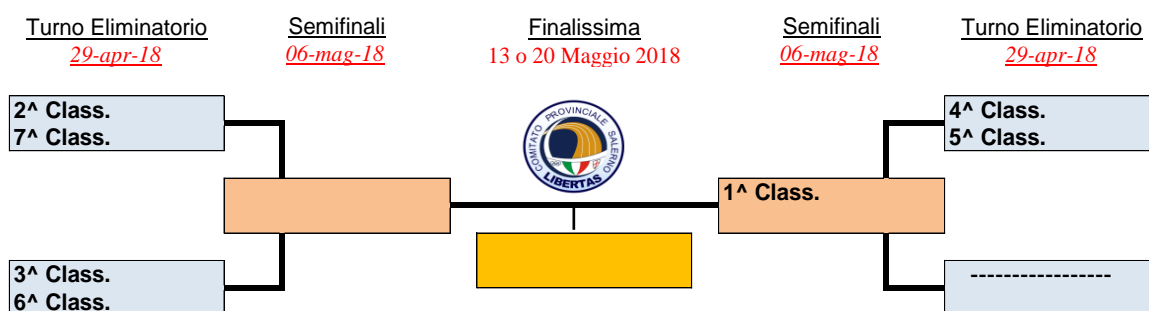 Turno Eliminatorio
29-apr-18
Semifinali
06-mag-18
Finalissima
13 o 20 Maggio 2018
Semifinali
06-mag-18
Turno Eliminatorio
29-apr-18
2^ Class.
7^ Class.
COMITATO PROVINCIALE SALERNO
LIBERTAS
4^ Class.
5^ Class.
1^ Class.
3^ Class.
6^ Class.
-----------------